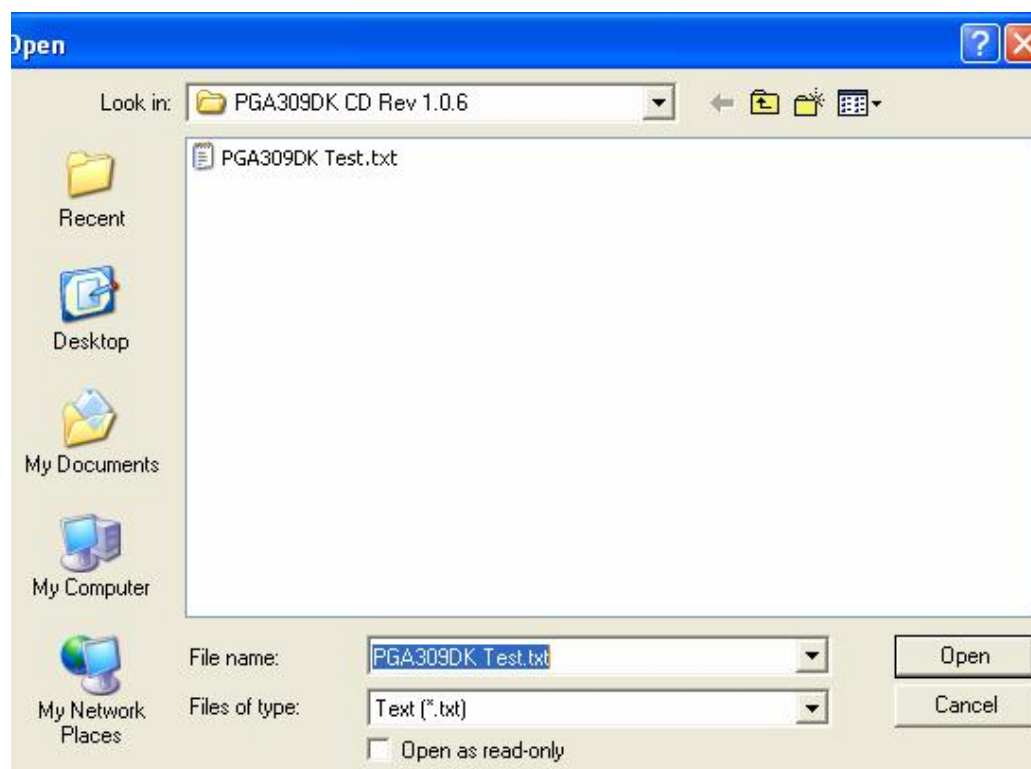 Open
Look in: PGA309DK CD Rev 1.0.6
PGA309DK Test.txt
Recent
Desktop
My Documents
My Computer
My Network
Places
File name: PGA309DK Test.txt Open
Files of type: Text (*.txt) Cancel
Open as read-only